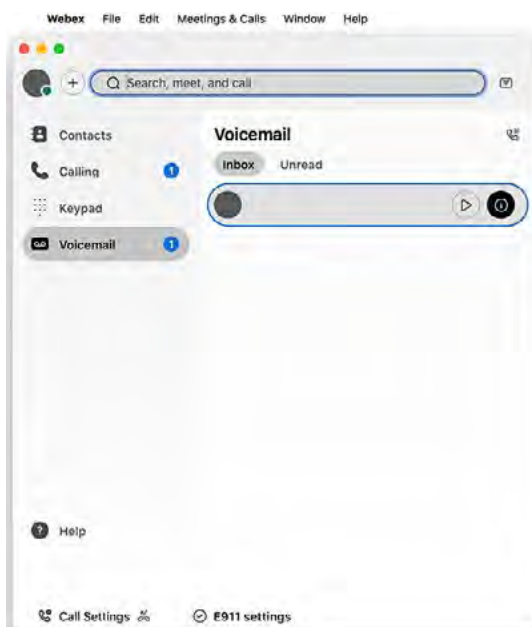 Webex File Edit Meetings & Calls Window Help
Search, meet, and call
Contacts
Calling 1
Keypad
Voicemail 1
Voicemail
Inbox Unread
Help
Call Settings E911 settings